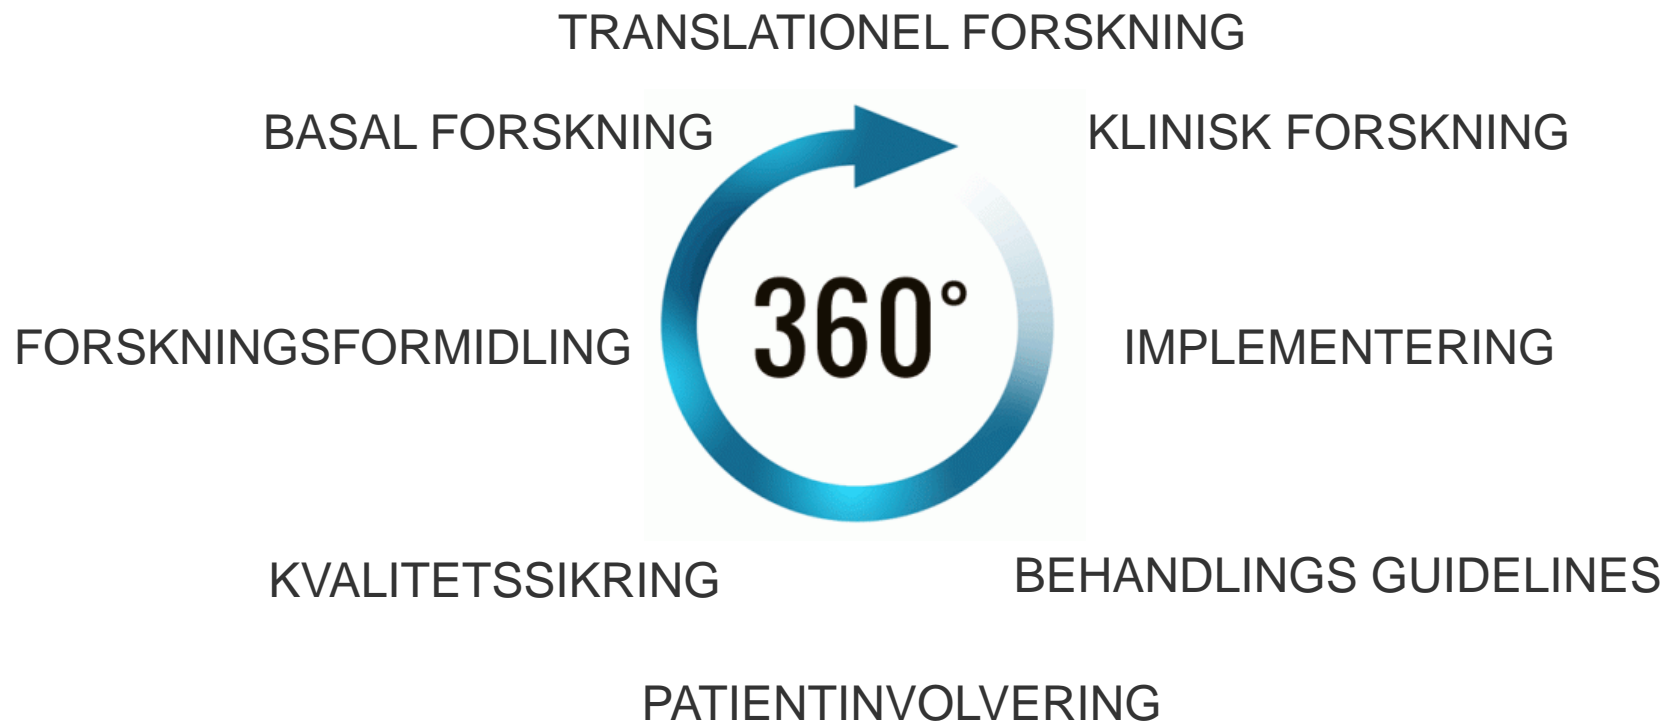 TRANSLATIONEL FORSKNING
BASAL FORSKNING
KLINISK FORSKNING
360°
FORSKNINGSFORMIDLING
IMPLEMENTERING
KVALITETSSIKRING
BEHANDLINGS GUIDELINES
PATIENTINVOLVERING